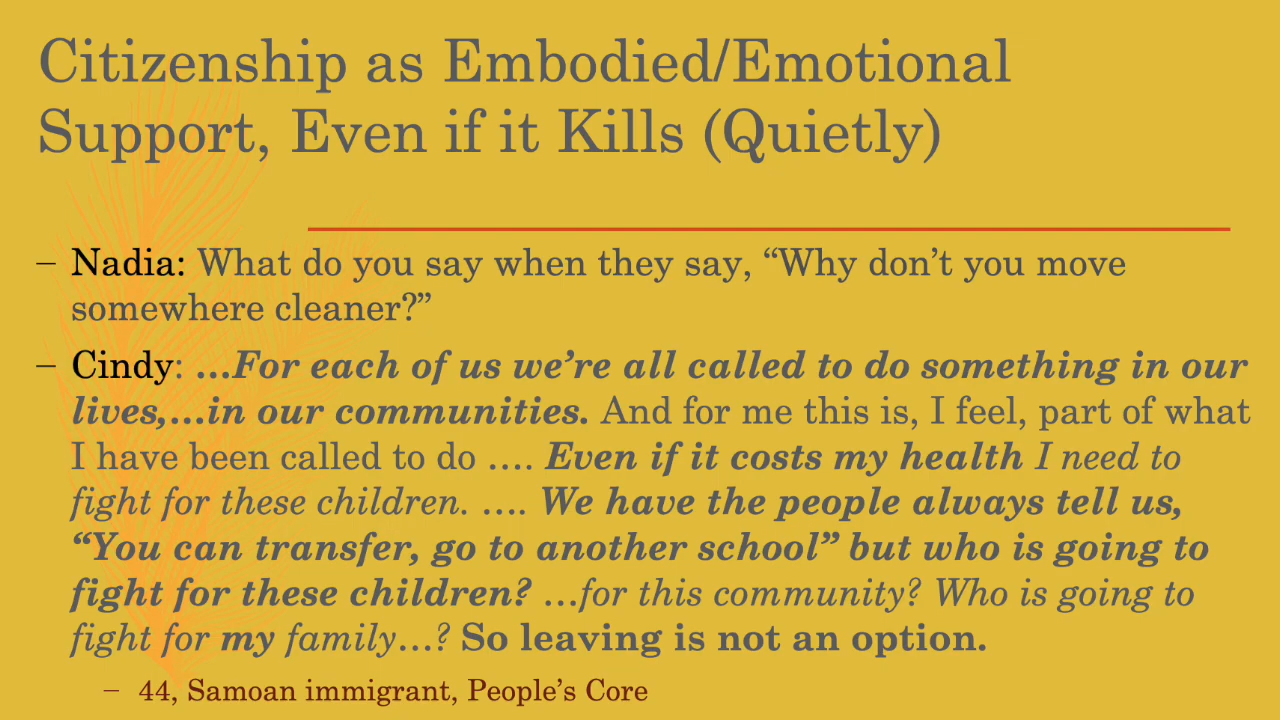 Citizenship as Embodied/Emotional
Support, Even if it Kills (Quietly)
– Nadia: What do you say when they say, “Why don’t you move
somewhere cleaner?”
– Cindy: …For each of us we’re all called to do something in our
lives,…in our communities. And for me this is, I feel, part of what
I have been called to do …. Even if it costs my health I need to
fight for these children. …. We have the people always tell us,
“You can transfer, go to another school” but who is going to
fight for these children? …for this community? Who is going to
fight for my family…? So leaving is not an option.
– 44, Samoan immigrant, People’s Core